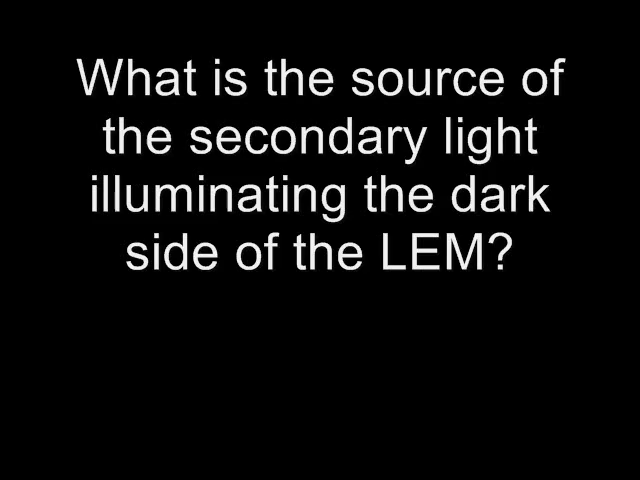 What is the source of
the secondary light
illuminating the dark
side of the LEM?